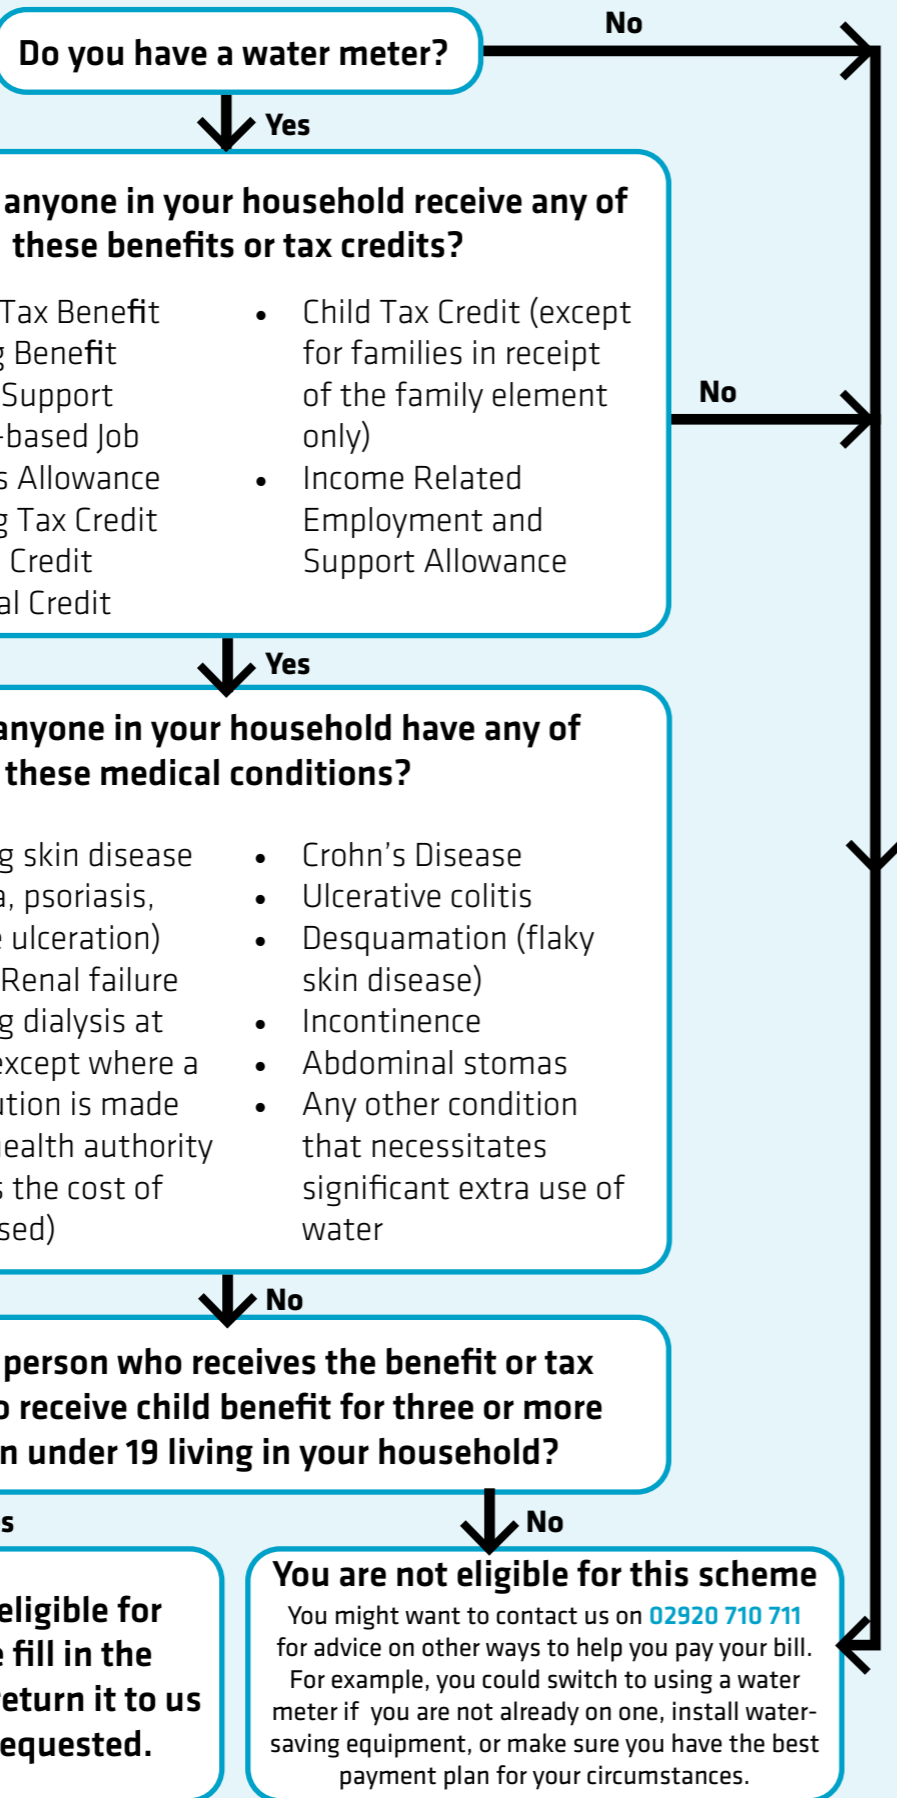 No
Do you have a water meter?
Yes
anyone in your household receive any of
these benefits or tax credits?
Tax Benefit
g Benefit
Support
-based Job
s Allowance
g Tax Credit
Credit
al Credit
• Child Tax Credit (except
for families in receipt
of the family element
only)
• Income Related
Employment and
Support Allowance
No
Yes
anyone in your household have any of
these medical conditions?
g skin disease
a, psoriasis,
e ulceration)
Renal failure
g dialysis at
except where a
ution is made
health authority
s the cost of
sed)
• Crohn's Disease
• Ulcerative colitis
• Desquamation (flaky
skin disease)
• Incontinence
• Abdominal stomas
• Any other condition
that necessitates
significant extra use of
water
No
person who receives the benefit or tax
o receive child benefit for three or more
n under 19 living in your household?
s
No
eligible for
e fill in the
return it to us
equested.
You are not eligible for this scheme
You might want to contact us on 02920 710 711
for advice on other ways to help you pay your bill.
For example, you could switch to using a water
meter if you are not already on one, install water-
saving equipment, or make sure you have the best
payment plan for your circumstances.